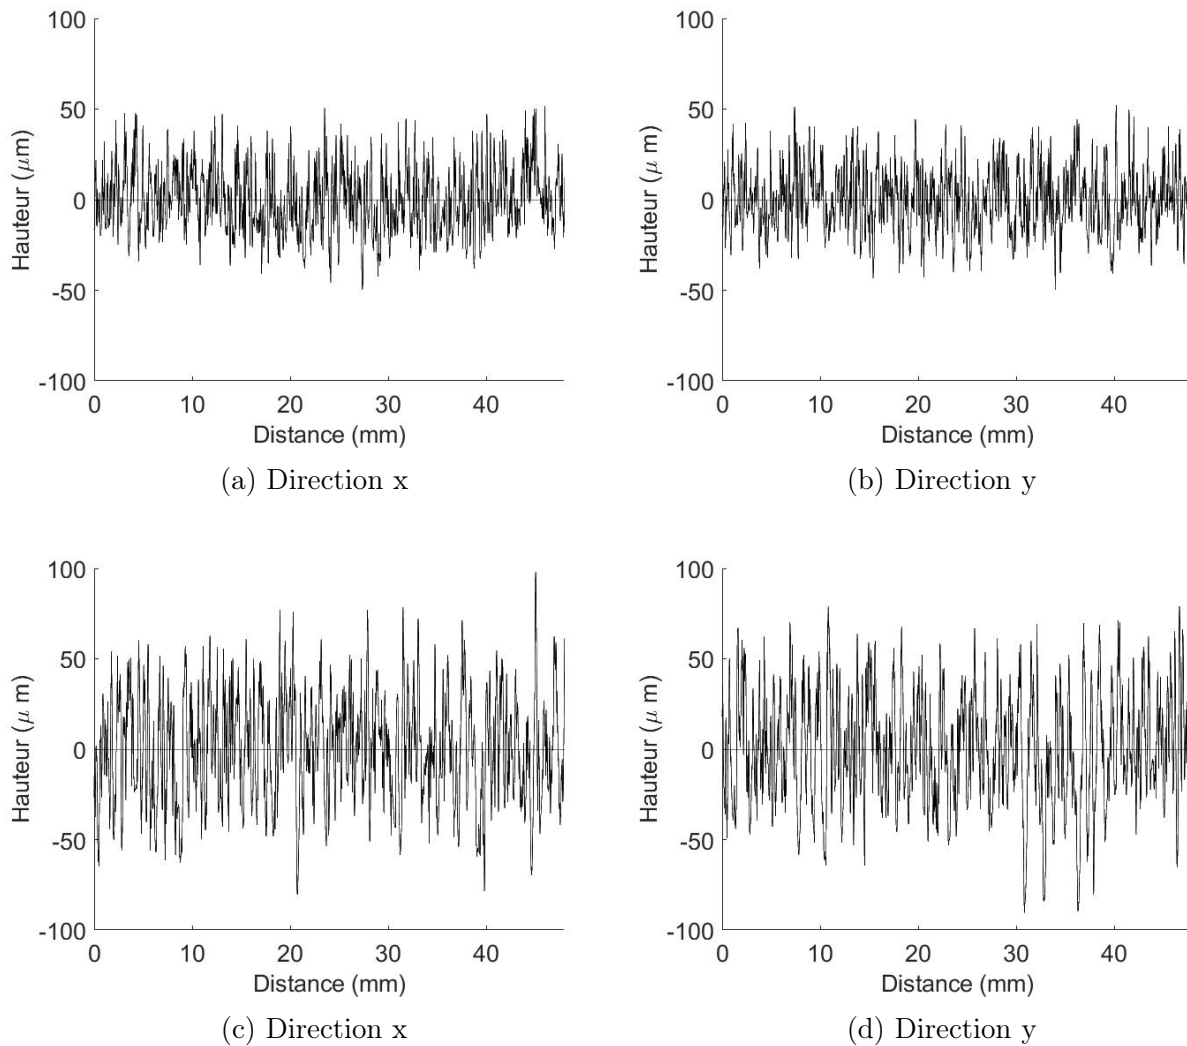 100
50
0
-50
-100
Hauteur (μm)
0 10 20 30 40
Distance (mm)
(a) Direction x
100
50
0
-50
-100
Hauteur (μ m)
0 10 20 30 40
Distance (mm)
(b) Direction y
100
50
0
-50
-100
Hauteur (μ m)
0 10 20 30 40
Distance (mm)
(c) Direction x
100
50
0
-50
-100
Hauteur (μ m)
0 10 20 30 40
Distance (mm)
(d) Direction y